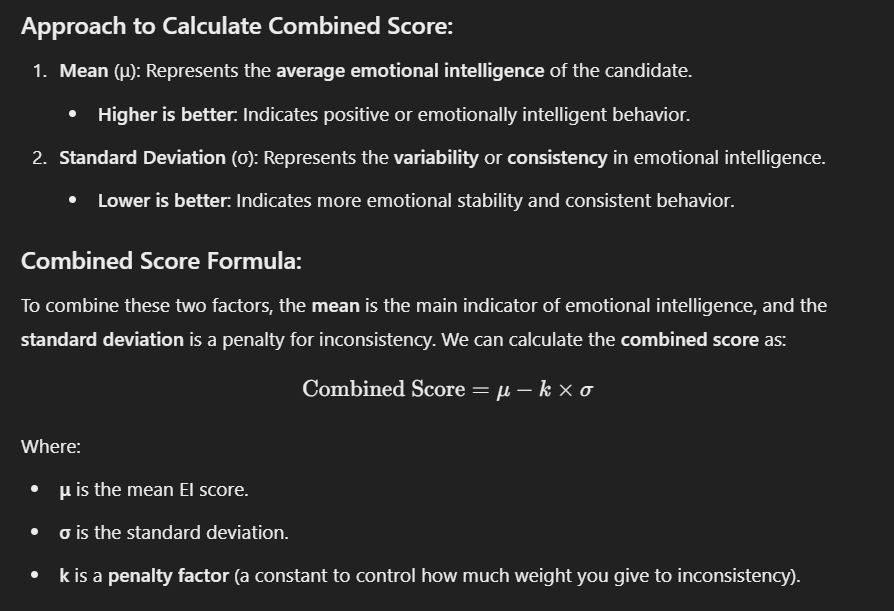 Approach to Calculate Combined Score:
1. Mean (μ): Represents the average emotional intelligence of the candidate.
• Higher is better: Indicates positive or emotionally intelligent behavior.
2. Standard Deviation (σ): Represents the variability or consistency in emotional intelligence.
• Lower is better: Indicates more emotional stability and consistent behavior.
Combined Score Formula:
To combine these two factors, the mean is the main indicator of emotional intelligence, and the
standard deviation is a penalty for inconsistency. We can calculate the combined score as:
Combined Score = μ − k × σ
Where:
• μ is the mean EI score.
• σ is the standard deviation.
• k is a penalty factor (a constant to control how much weight you give to inconsistency).